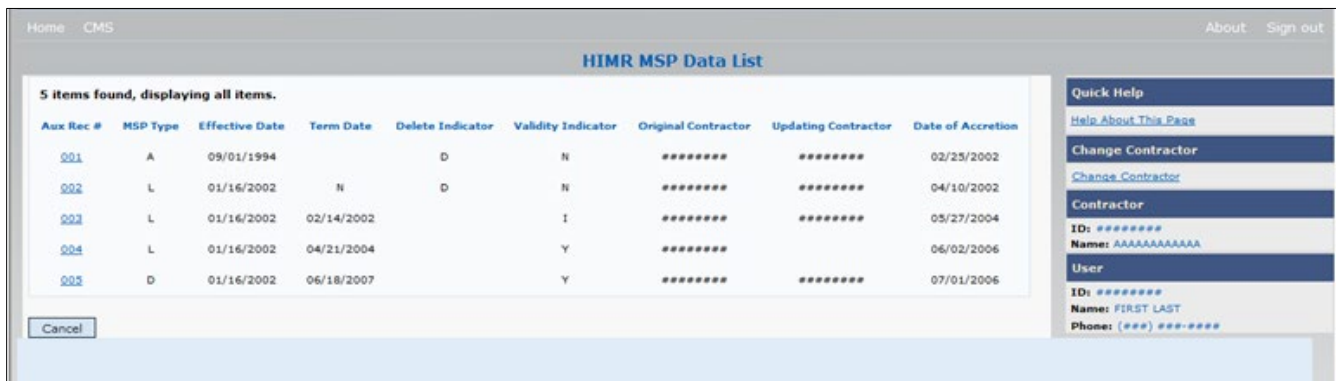 Home CMS About Sign out
HIMR MSP Data List
5 items found, displaying all items.
Aux Rec # MSP Type Effective Date Term Date Delete Indicator Validity Indicator Original Contractor Updating Contractor Date of Accretion
001 A 09/01/1994 D N ######## ######## 02/25/2002
002 L 01/16/2002 N D N ######## ######## 04/10/2002
003 L 01/16/2002 02/14/2002 I ######## ######## 05/27/2004
004 L 01/16/2002 04/21/2004 Y ######## 06/02/2006
005 D 01/16/2002 06/18/2007 Y ######## ######## 07/01/2006
Cancel
Quick Help
Help About This Page
Change Contractor
Change Contractor
Contractor
ID: ########
Name: AAAAAAAAAAAA
User
ID: ########
Name: FIRST LAST
Phone: (###) ###-####